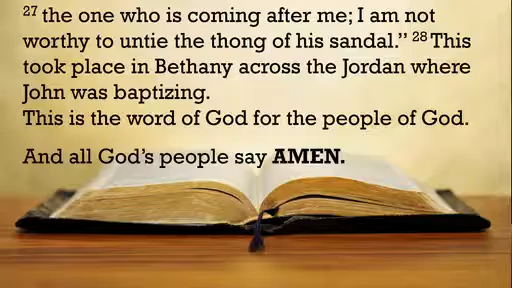 27 the one who is coming after me; I am not
worthy to untie the thong of his sandal.” 28 This
took place in Bethany across the Jordan where
John was baptizing.
This is the word of God for the people of God.
And all God’s people say AMEN.